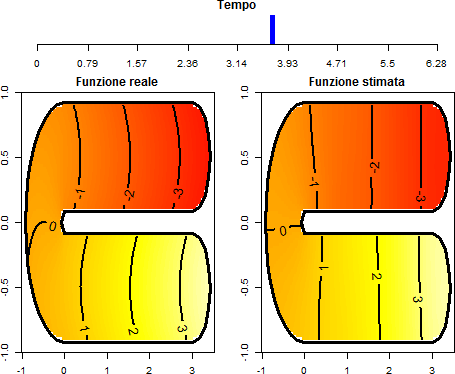 Tempo
0 0.79 1.57 2.36 3.14 3.93 4.71 5.5 6.28
Funzione reale Funzione stimata
1.0 1.0
0.5 0.5
-1 -2 -3 -1 -2 -3
0.0 0 0.0 0
-0.5 -0.5
1 2 3 1 2 3
-1.0 -1.0
-1 0 1 2 3 -1 0 1 2 3